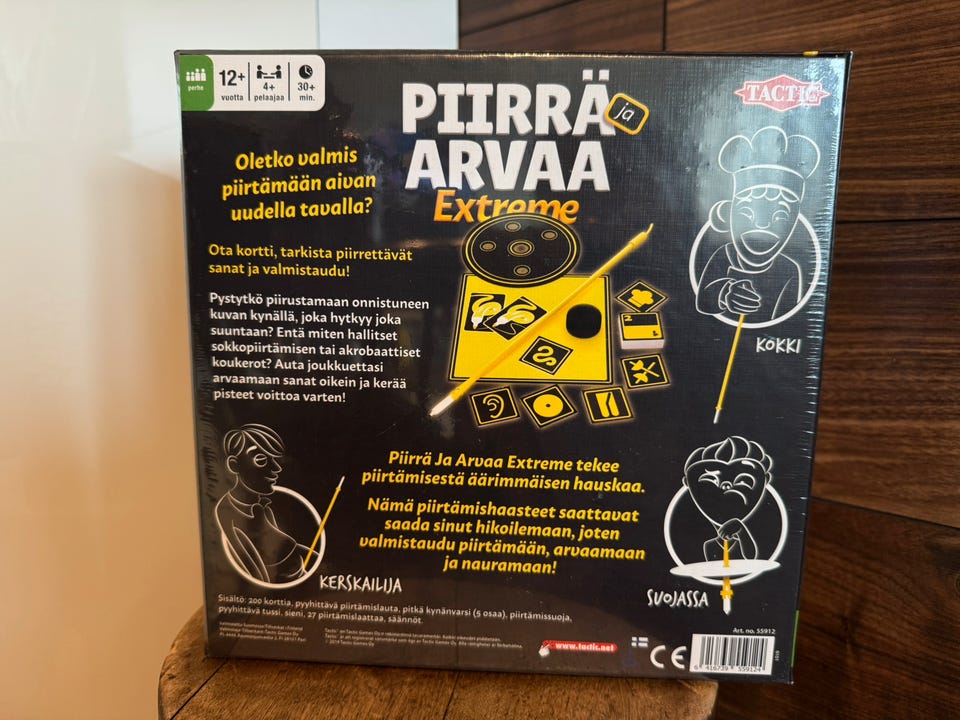 perhe
12+
vuotta
4+
pelaajaa
30+
min.
PIIRRÄ
ja
ARVAA
Extreme
TACTIC
Oletko valmis
piirtämään aivan
uudella tavalla?
Ota kortti, tarkista piirrettävät
sanat ja valmistaudu!
Pystytkö piirustamaan onnistuneen
kuvan kynällä, joka hytkyy joka
suuntaan? Entä miten hallitset
sokkopiirtämisen tai akrobaattiset
koukerot? Auta joukkuettasi
arvaamaan sanat oikein ja kerää
pisteet voittoa varten!
KOKKI
Piirrä Ja Arvaa Extreme tekee
piirtämisestä äärimmäisen hauskaa.
Nämä piirtämishaasteet saattavat
saada sinut hikoilemaan, joten
valmistaudu piirtämään, arvaamaan
ja nauramaan!
KERSKAILIJA
SUOJASSA
Sisältö: 200 korttia, pyyhittävä piirtämislauta, pitkä kynänvarsi (5 osaa), piirtämissuoja,
pyyhittävä tussi, sieni, 27 piirtämislaattaa, säännöt.
www.tactic.net
CE
Art. no. 55912
6 416739 559124